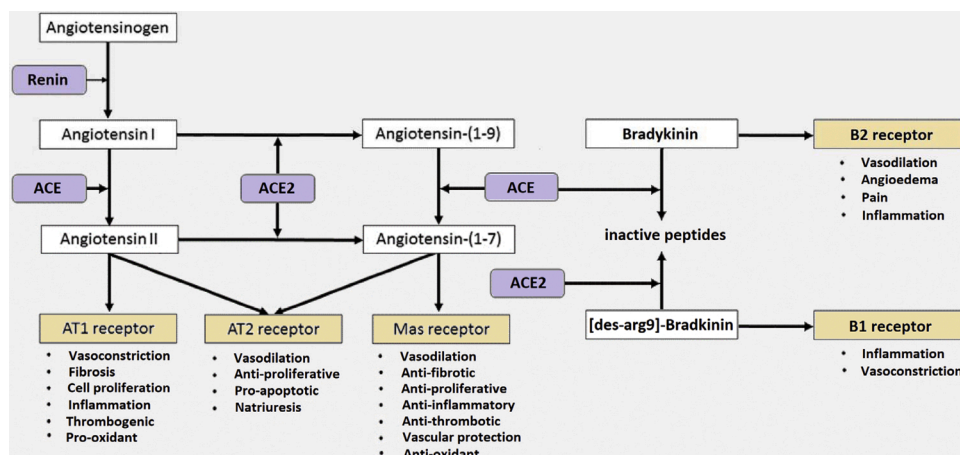 Angiotensinogen
Renin
Angiotensin I
Angiotensin-(1-9)
Bradykinin
B2 receptor
• Vasodilation
• Angioedema
• Pain
• Inflammation
ACE
ACE2
ACE
Angiotensin II
Angiotensin-(1-7)
inactive peptides
ACE2
[des-arg9]-Bradkinin
B1 receptor
• Inflammation
• Vasoconstriction
AT1 receptor
• Vasoconstriction
• Fibrosis
• Cell proliferation
• Inflammation
• Thrombogenic
• Pro-oxidant
AT2 receptor
• Vasodilation
• Anti-proliferative
• Pro-apoptotic
• Natriuresis
Mas receptor
• Vasodilation
• Anti-fibrotic
• Anti-proliferative
• Anti-inflammatory
• Anti-thrombotic
• Vascular protection
• Anti-oxidant